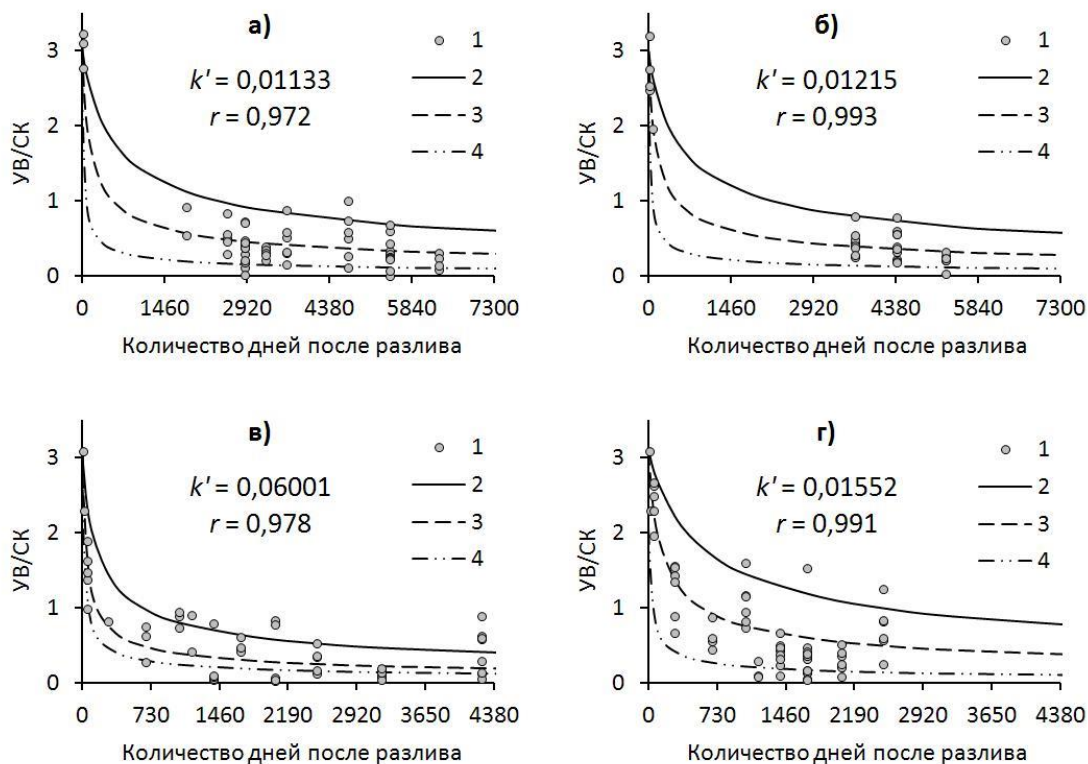 а)
3
2
1
0
УВ/СК
k' = 0,01133
r = 0,972
1
2
3
4
0 1460 2920 4380 5840 7300
Количество дней после разлива
б)
3
2
1
0
УВ/СК
k' = 0,01215
r = 0,993
1
2
3
4
0 1460 2920 4380 5840 7300
Количество дней после разлива
в)
3
2
1
0
УВ/СК
k' = 0,06001
r = 0,978
1
2
3
4
0 730 1460 2190 2920 3650 4380
Количество дней после разлива
г)
3
2
1
0
УВ/СК
k' = 0,01552
r = 0,991
1
2
3
4
0 730 1460 2190 2920 3650 4380
Количество дней после разлива